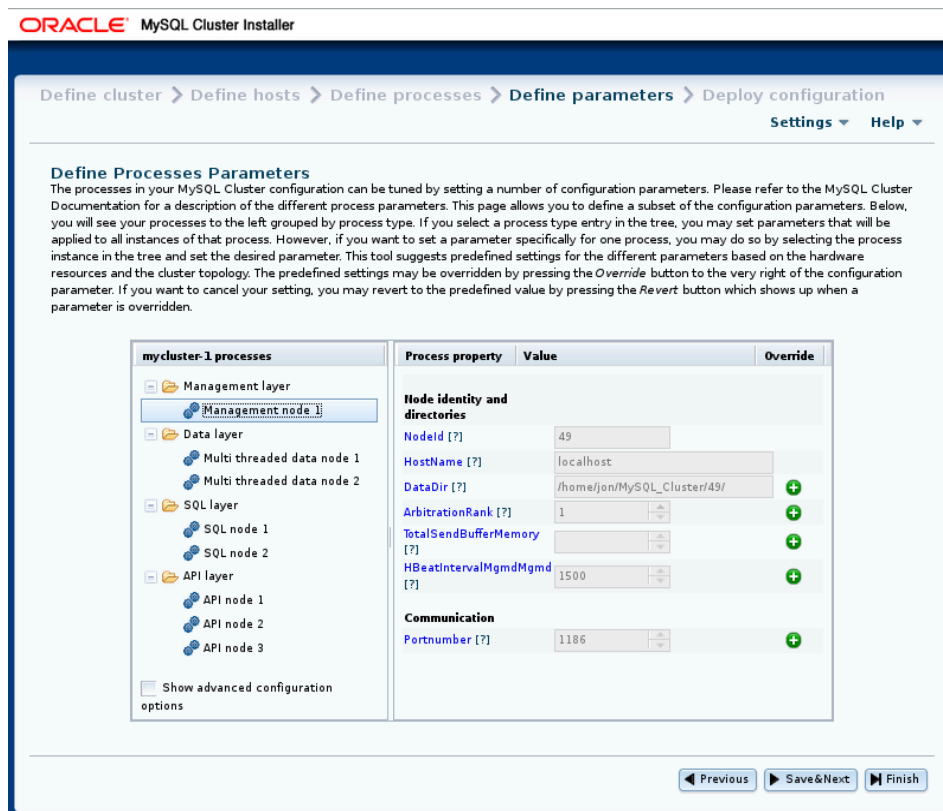 ORACLE® MySQL Cluster Installer
Define cluster > Define hosts > Define processes > Define parameters > Deploy configuration
Settings Help
Define Processes Parameters
The processes in your MySQL Cluster configuration can be tuned by setting a number of configuration parameters. Please refer to the MySQL Cluster
Documentation for a description of the different process parameters. This page allows you to define a subset of the configuration parameters. Below,
you will see your processes to the left grouped by process type. If you select a process type entry in the tree, you may set parameters that will be
applied to all instances of that process. However, if you want to set a parameter specifically for one process, you may do so by selecting the process
instance in the tree and set the desired parameter. This tool suggests predefined settings for the different parameters based on the hardware
resources and the cluster topology. The predefined settings may be overridden by pressing the Override button to the very right of the configuration
parameter. If you want to cancel your setting, you may revert to the predefined value by pressing the Revert button which shows up when a
parameter is overridden.
mycluster-1 processes
Management layer
Management node 1
Data layer
Multi threaded data node 1
Multi threaded data node 2
SQL layer
SQL node 1
SQL node 2
API layer
API node 1
API node 2
API node 3
Show advanced configuration
options
Process property Value Override
Node identity and
directories
NodeId [?] 49
HostName [?] localhost
DataDir [?] /home/jon/MySQL_Cluster/49/
ArbitrationRank [?] 1
TotalSendBufferMemory
[?]
HBeatIntervalMgmdMgmd
[?] 1500
Communication
Portnumber [?] 1186
Previous Save&Next Finish